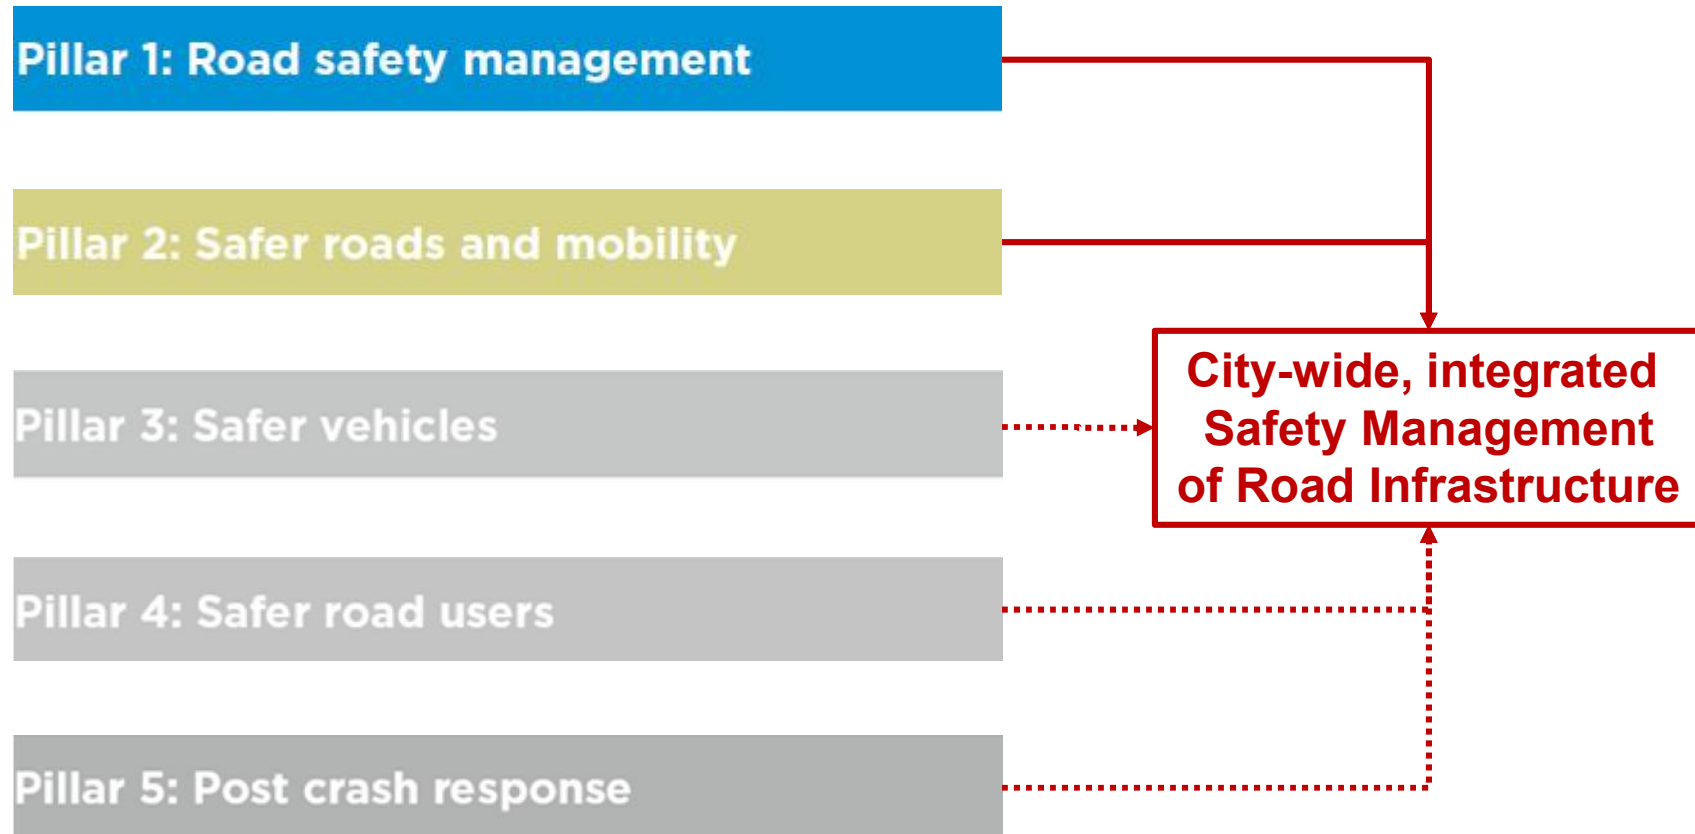 Pillar 1: Road safety management
Pillar 2: Safer roads and mobility
Pillar 3: Safer vehicles
Pillar 4: Safer road users
Pillar 5: Post crash response
City-wide, integrated
Safety Management
of Road Infrastructure